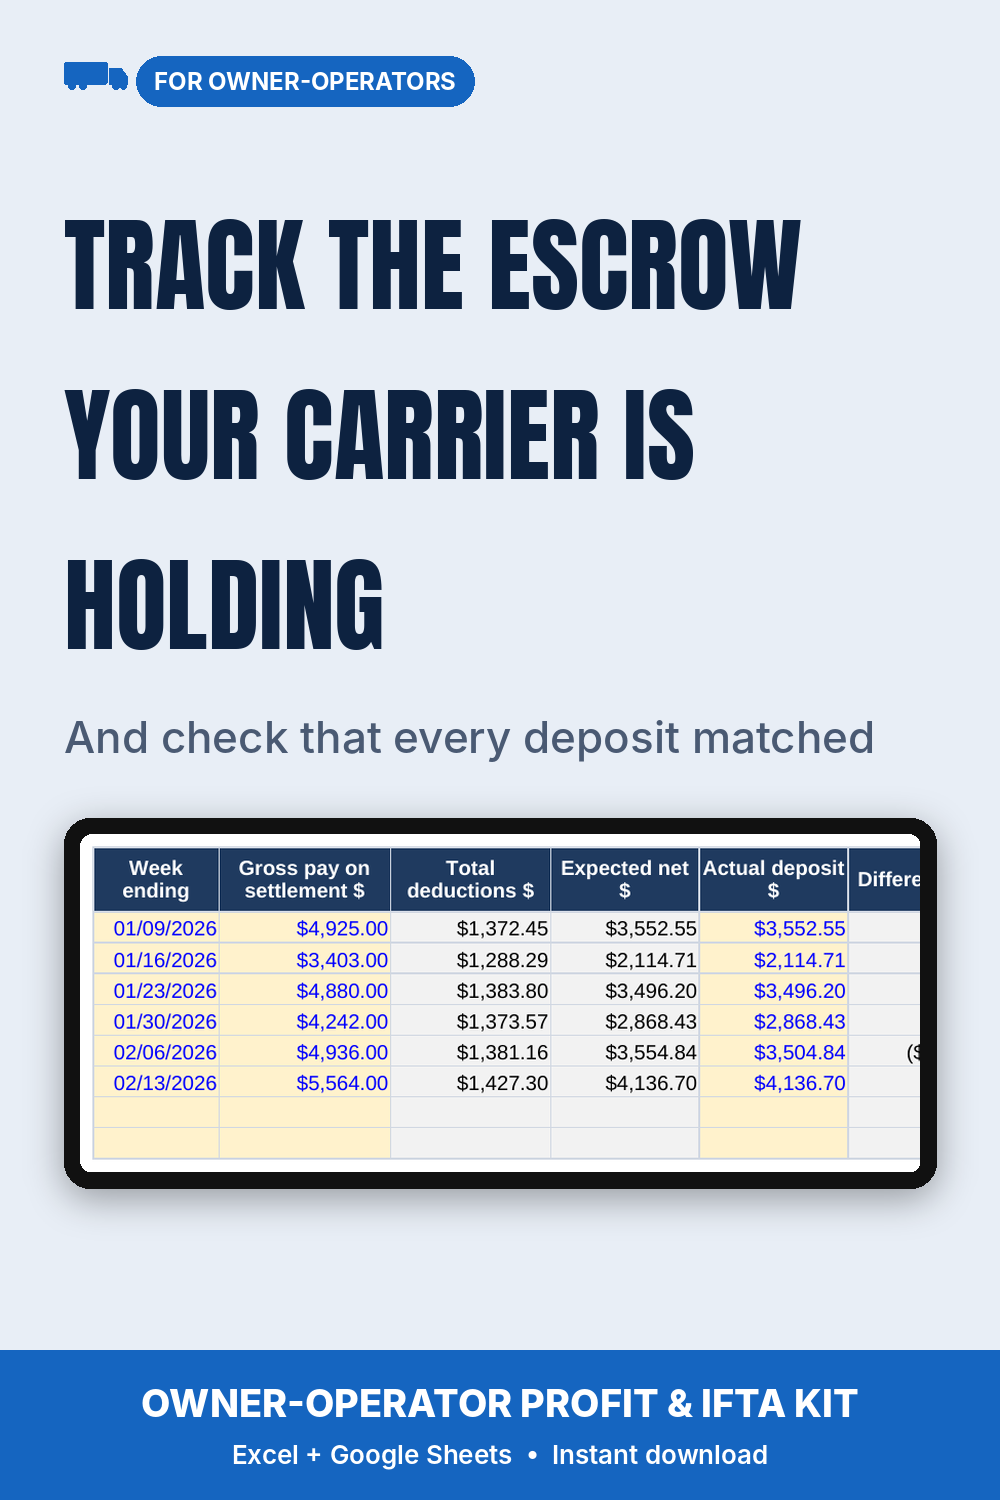 FOR OWNER-OPERATORS
TRACK THE ESCROW
YOUR CARRIER IS
HOLDING
And check that every deposit matched
Week ending Gross pay on settlement $ Total deductions $ Expected net $ Actual deposit $
01/09/2026 $4,925.00 $1,372.45 $3,552.55 $3,552.55
01/16/2026 $3,403.00 $1,288.29 $2,114.71 $2,114.71
01/23/2026 $4,880.00 $1,383.80 $3,496.20 $3,496.20
01/30/2026 $4,242.00 $1,373.57 $2,868.43 $2,868.43
02/06/2026 $4,936.00 $1,381.16 $3,554.84 $3,504.84
02/13/2026 $5,564.00 $1,427.30 $4,136.70 $4,136.70
OWNER-OPERATOR PROFIT & IFTA KIT
Excel + Google Sheets • Instant download